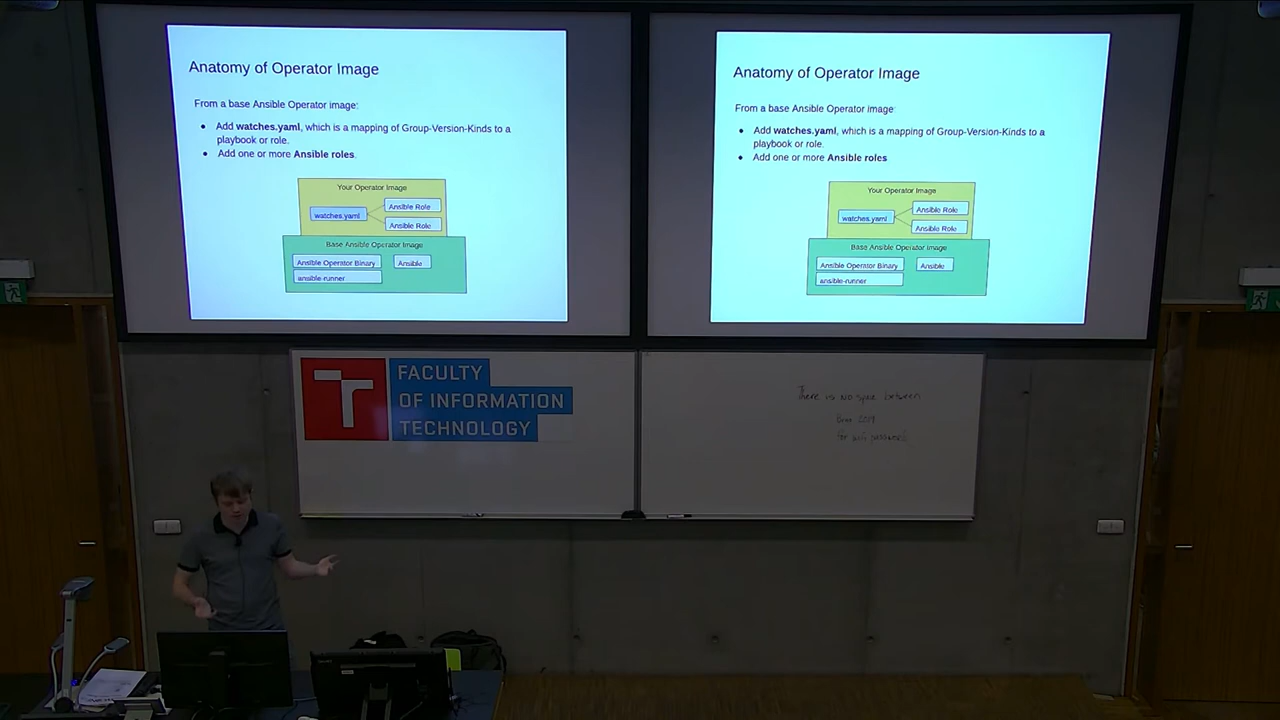 Anatomy of Operator Image
From a base Ansible Operator image:
• Add watches.yaml, which is a mapping of Group-Version-Kinds to a
playbook or role.
• Add one or more Ansible roles.
Your Operator Image
watches.yaml
Ansible Role
Ansible Role
Base Ansible Operator Image
Ansible Operator Binary
Ansible
ansible-runner
Anatomy of Operator Image
From a base Ansible Operator image:
• Add watches.yaml, which is a mapping of Group-Version-Kinds to a
playbook or role.
• Add one or more Ansible roles
Your Operator Image
watches.yaml
Ansible Role
Ansible Role
Base Ansible Operator Image
Ansible Operator Binary
Ansible
ansible-runner
FACULTY
OF INFORMATION
TECHNOLOGY
There is NO space between
for wifi password